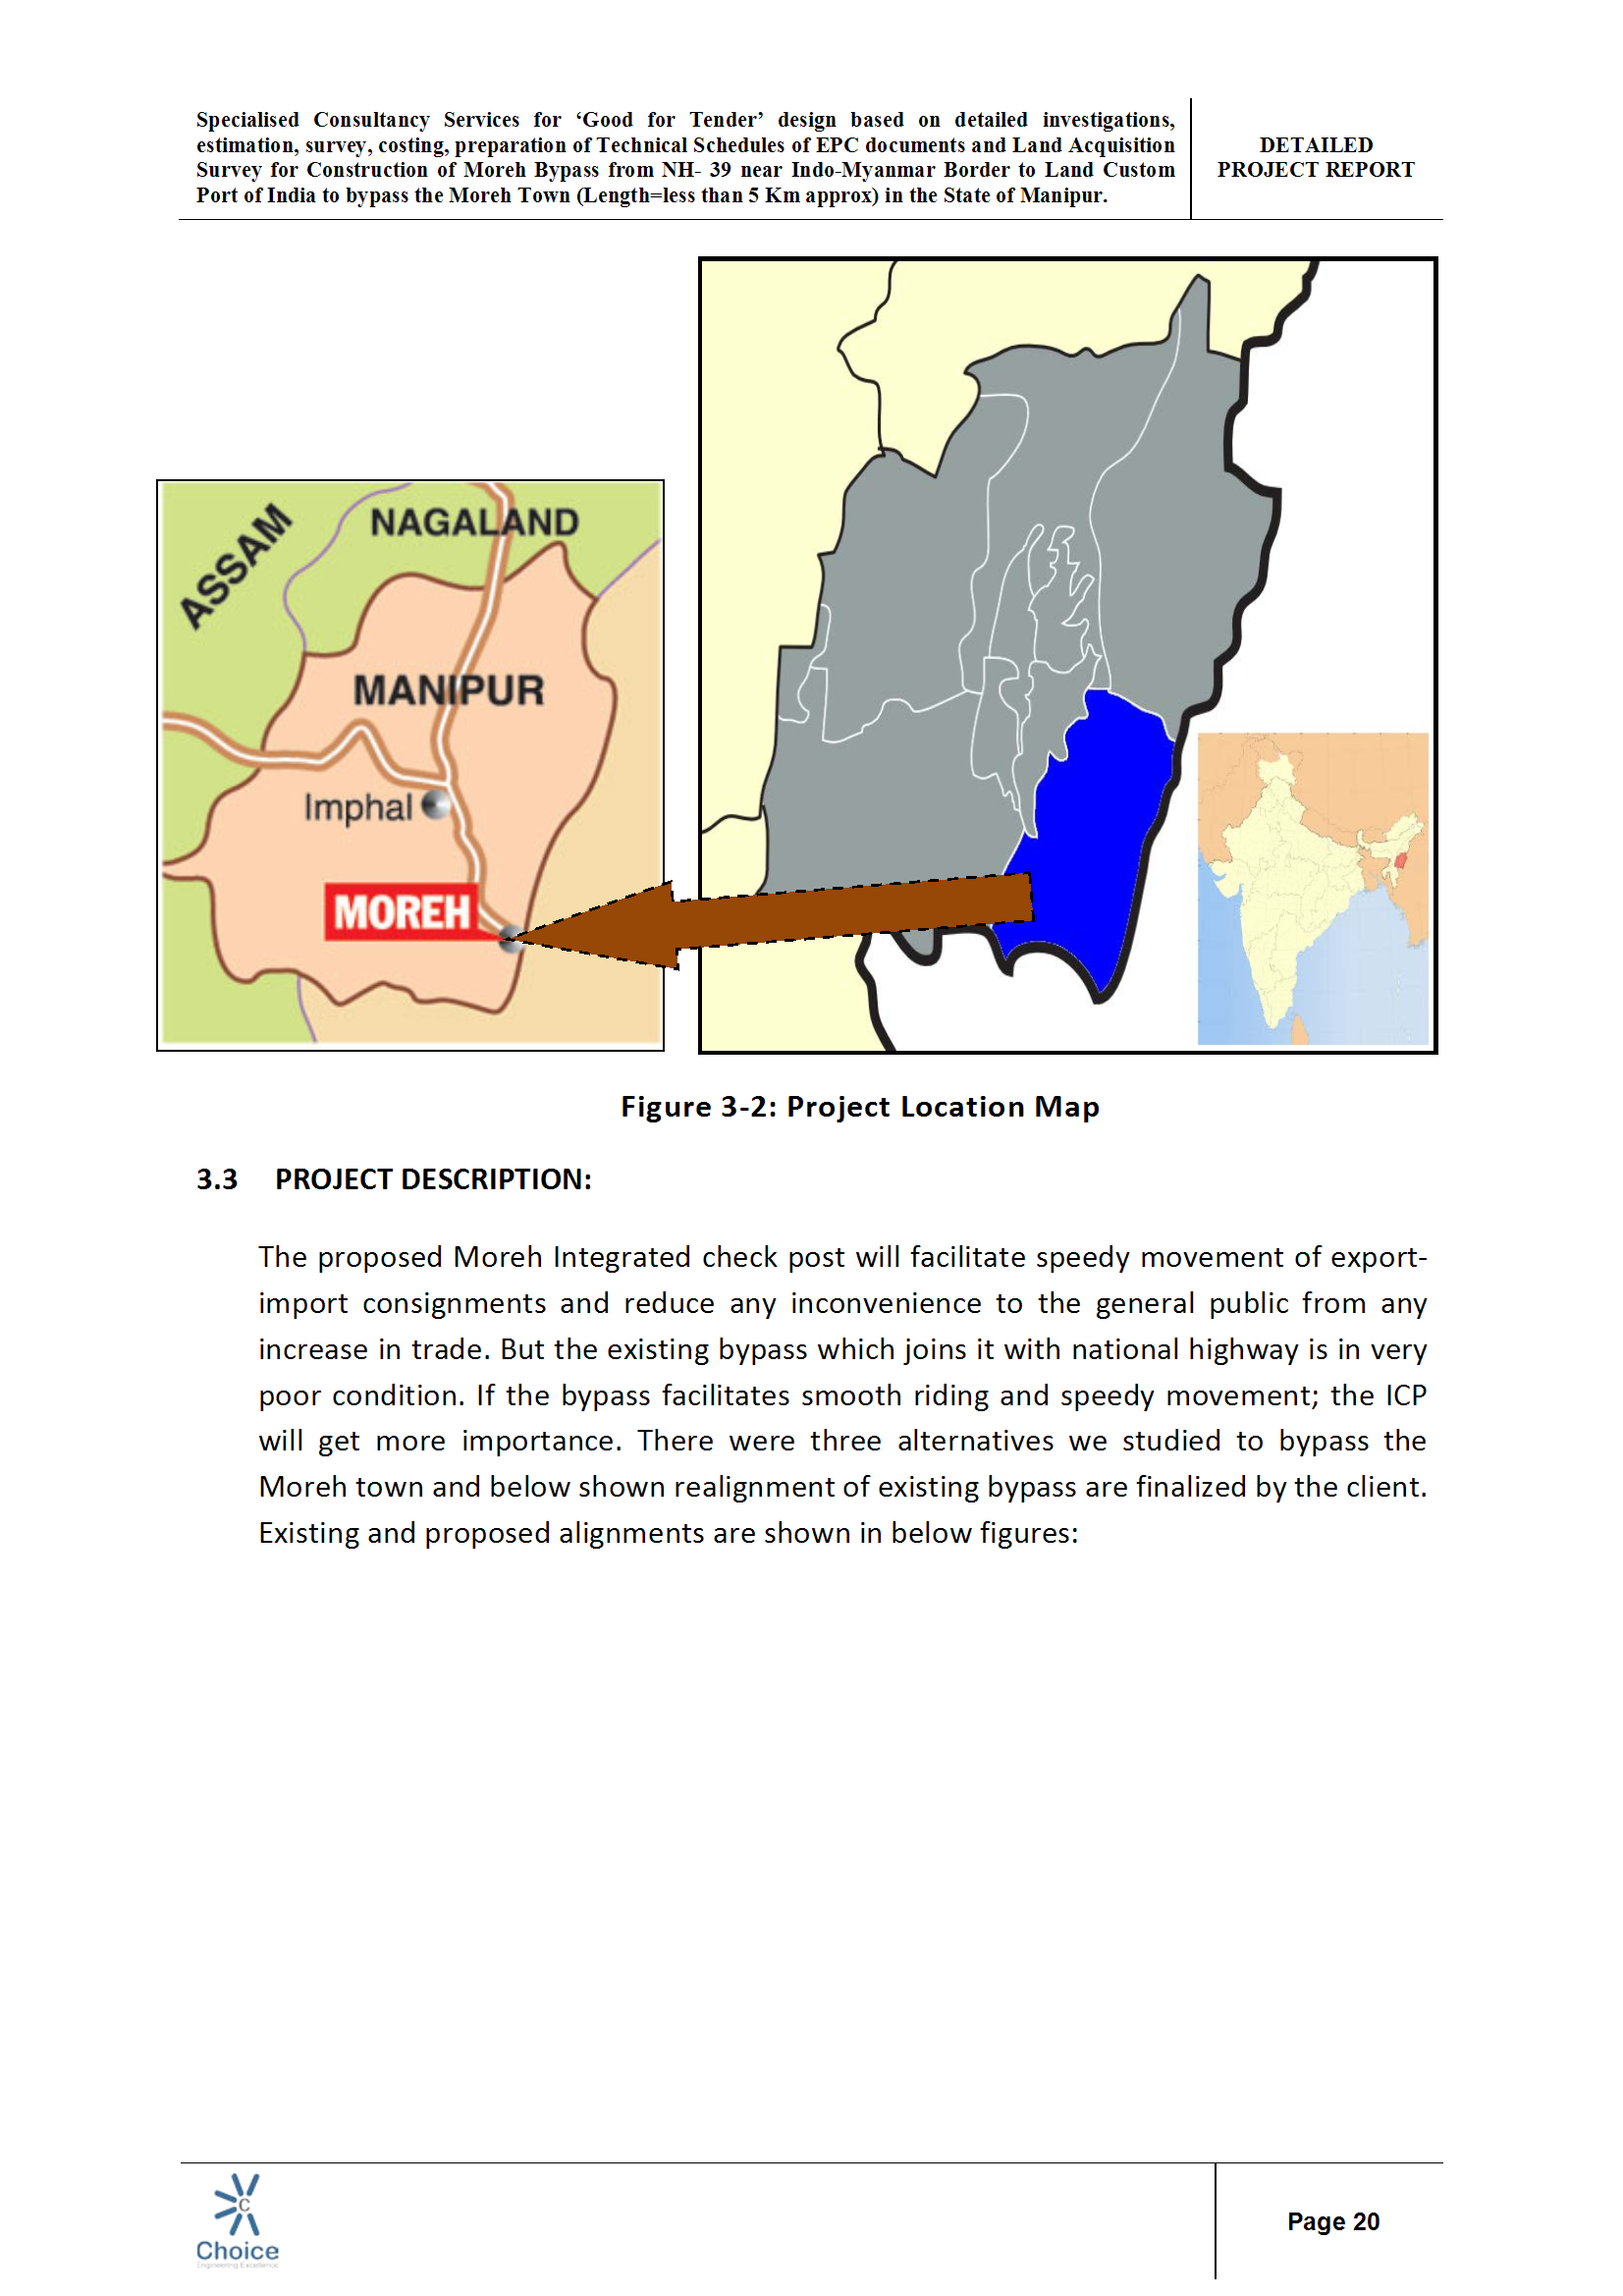 Specialised Consultancy Services for ‘Good for Tender’ design based on detailed investigations,
estimation, survey, costing, preparation of Technical Schedules of EPC documents and Land Acquisition
Survey for Construction of Moreh Bypass from NH- 39 near Indo-Myanmar Border to Land Custom
Port of India to bypass the Moreh Town (Length=less than 5 Km approx) in the State of Manipur.
DETAILED
PROJECT REPORT
ASSAM
NAGALAND
MANIPUR
Imphal
MOREH
Figure 3-2: Project Location Map
3.3 PROJECT DESCRIPTION:
The proposed Moreh Integrated check post will facilitate speedy movement of export-
import consignments and reduce any inconvenience to the general public from any
increase in trade. But the existing bypass which joins it with national highway is in very
poor condition. If the bypass facilitates smooth riding and speedy movement; the ICP
will get more importance. There were three alternatives we studied to bypass the
Moreh town and below shown realignment of existing bypass are finalized by the client.
Existing and proposed alignments are shown in below figures:
C
Choice
Engineering Excellence
Page 20